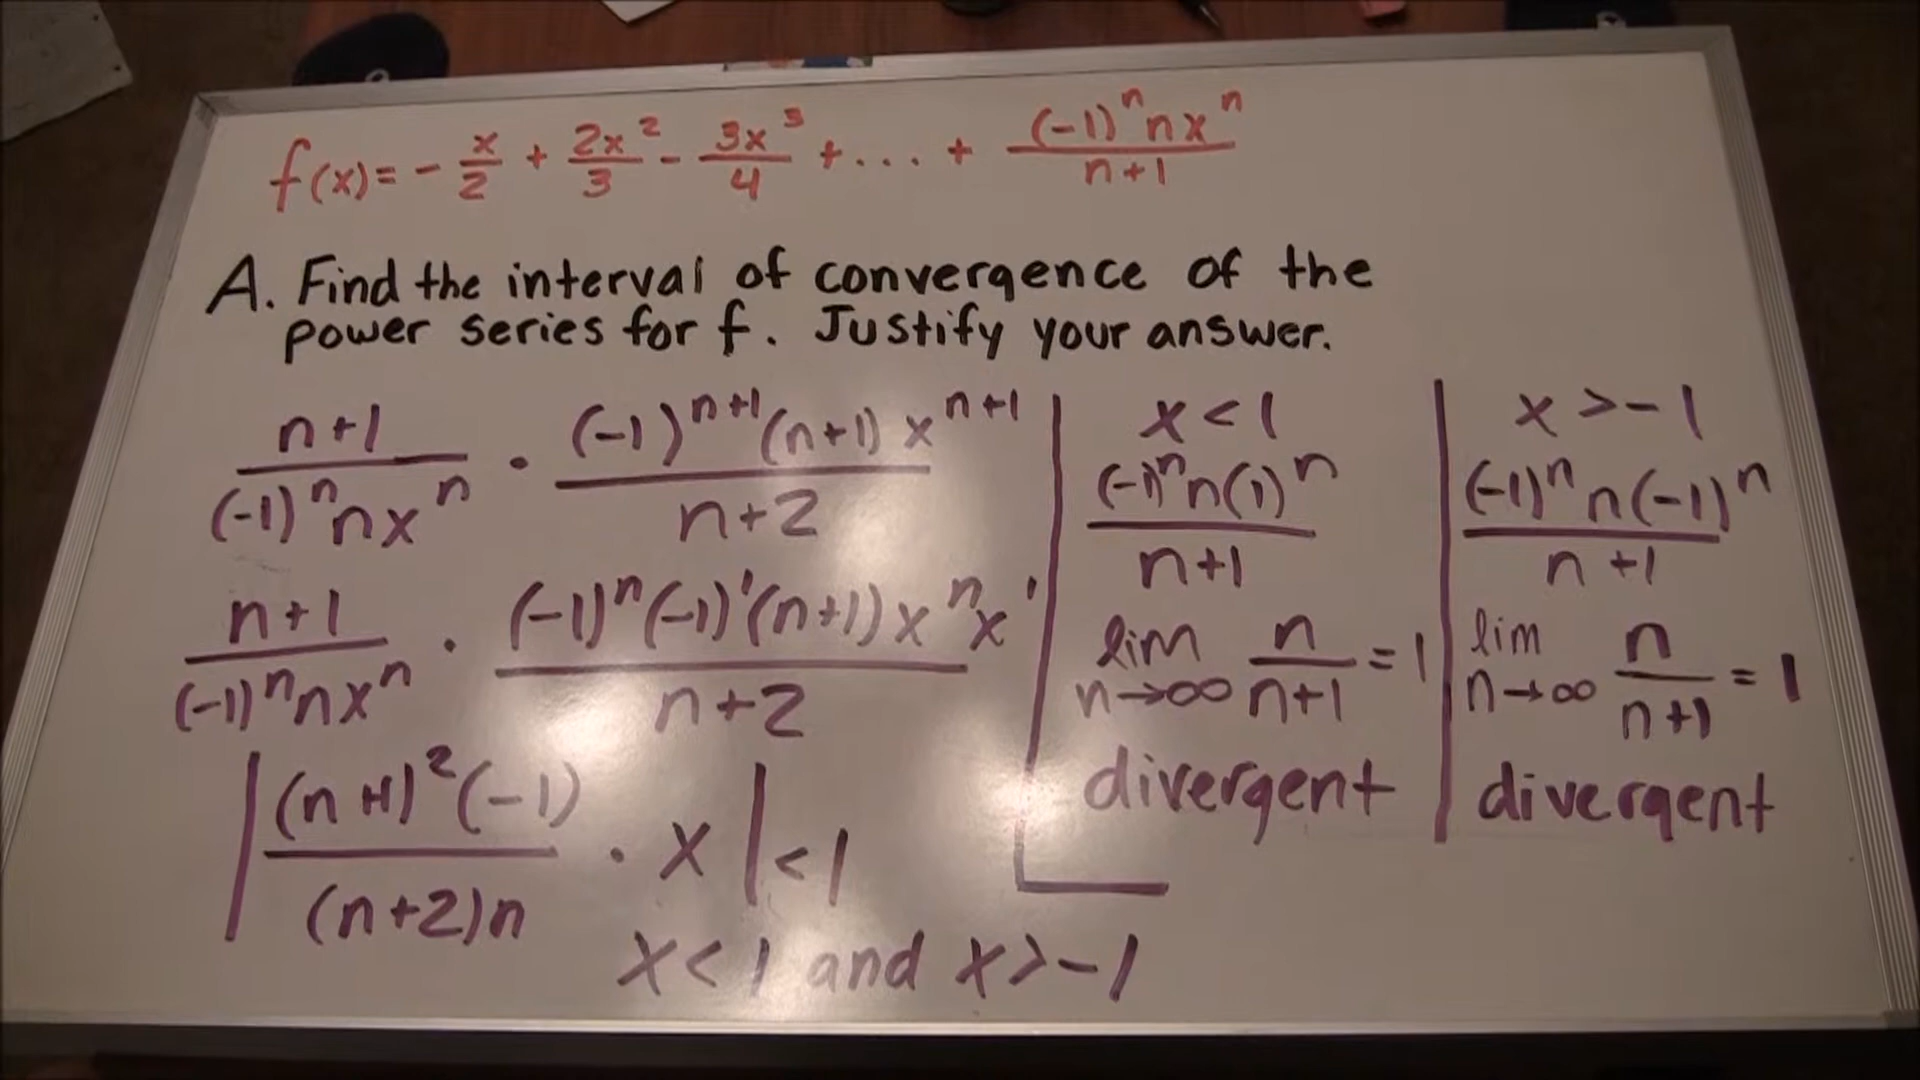 f(x) = - x/2 + 2x²/3 - 3x³/4 + ... + (-1)ⁿnxⁿ/n+1
A. Find the interval of convergence of the
power series for f. Justify your answer.
n+1/(-1)ⁿnxⁿ · (-1)ⁿ⁺¹(n+1)xⁿ⁺¹/n+2
n+1/(-1)ⁿnxⁿ · (-1)ⁿ(-1)¹(n+1)xⁿx¹/n+2
|(n+1)²(-1)/(n+2)n · x| < 1
x < 1 and x > -1
x < 1
(-1)ⁿn(1)ⁿ/n+1
lim n→∞ n/n+1 = 1
divergent
x > -1
(-1)ⁿn(-1)ⁿ/n+1
lim n→∞ n/n+1 = 1
divergent